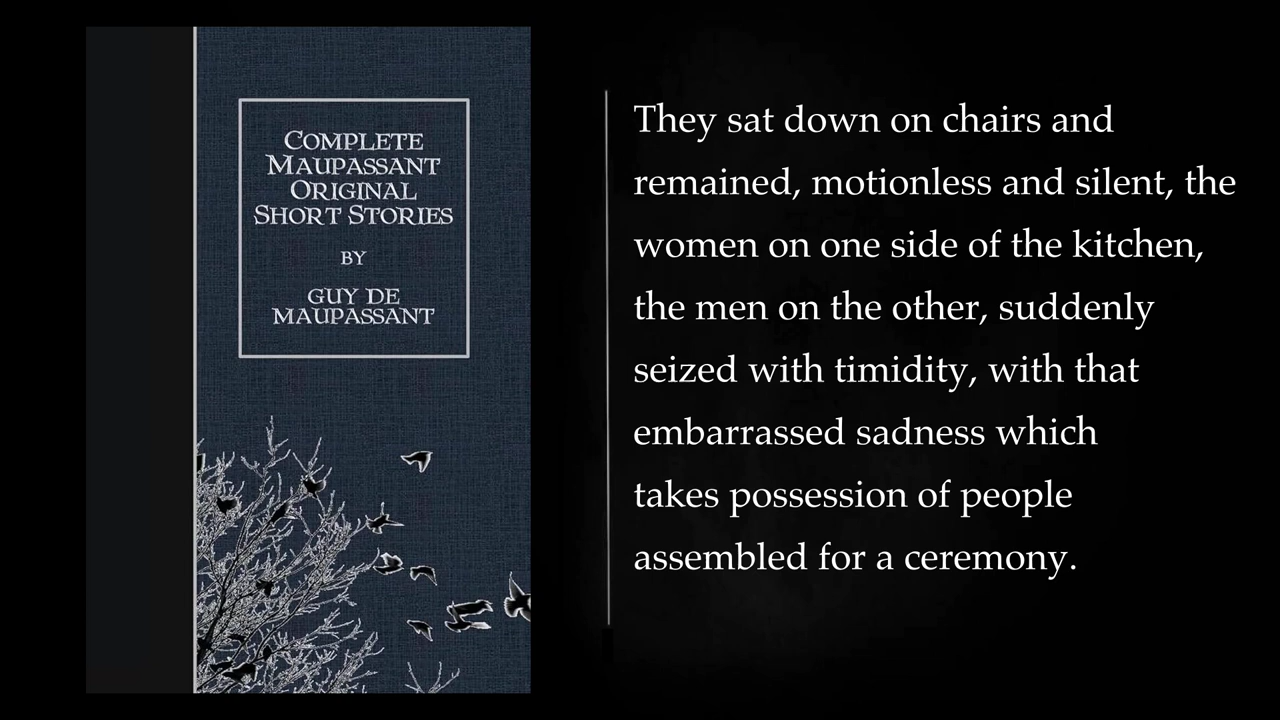 COMPLETE
MAUPASSANT
ORIGINAL
SHORT STORIES
BY
GUY DE
MAUPASSANT
They sat down on chairs and
remained, motionless and silent, the
women on one side of the kitchen,
the men on the other, suddenly
seized with timidity, with that
embarrassed sadness which
takes possession of people
assembled for a ceremony.